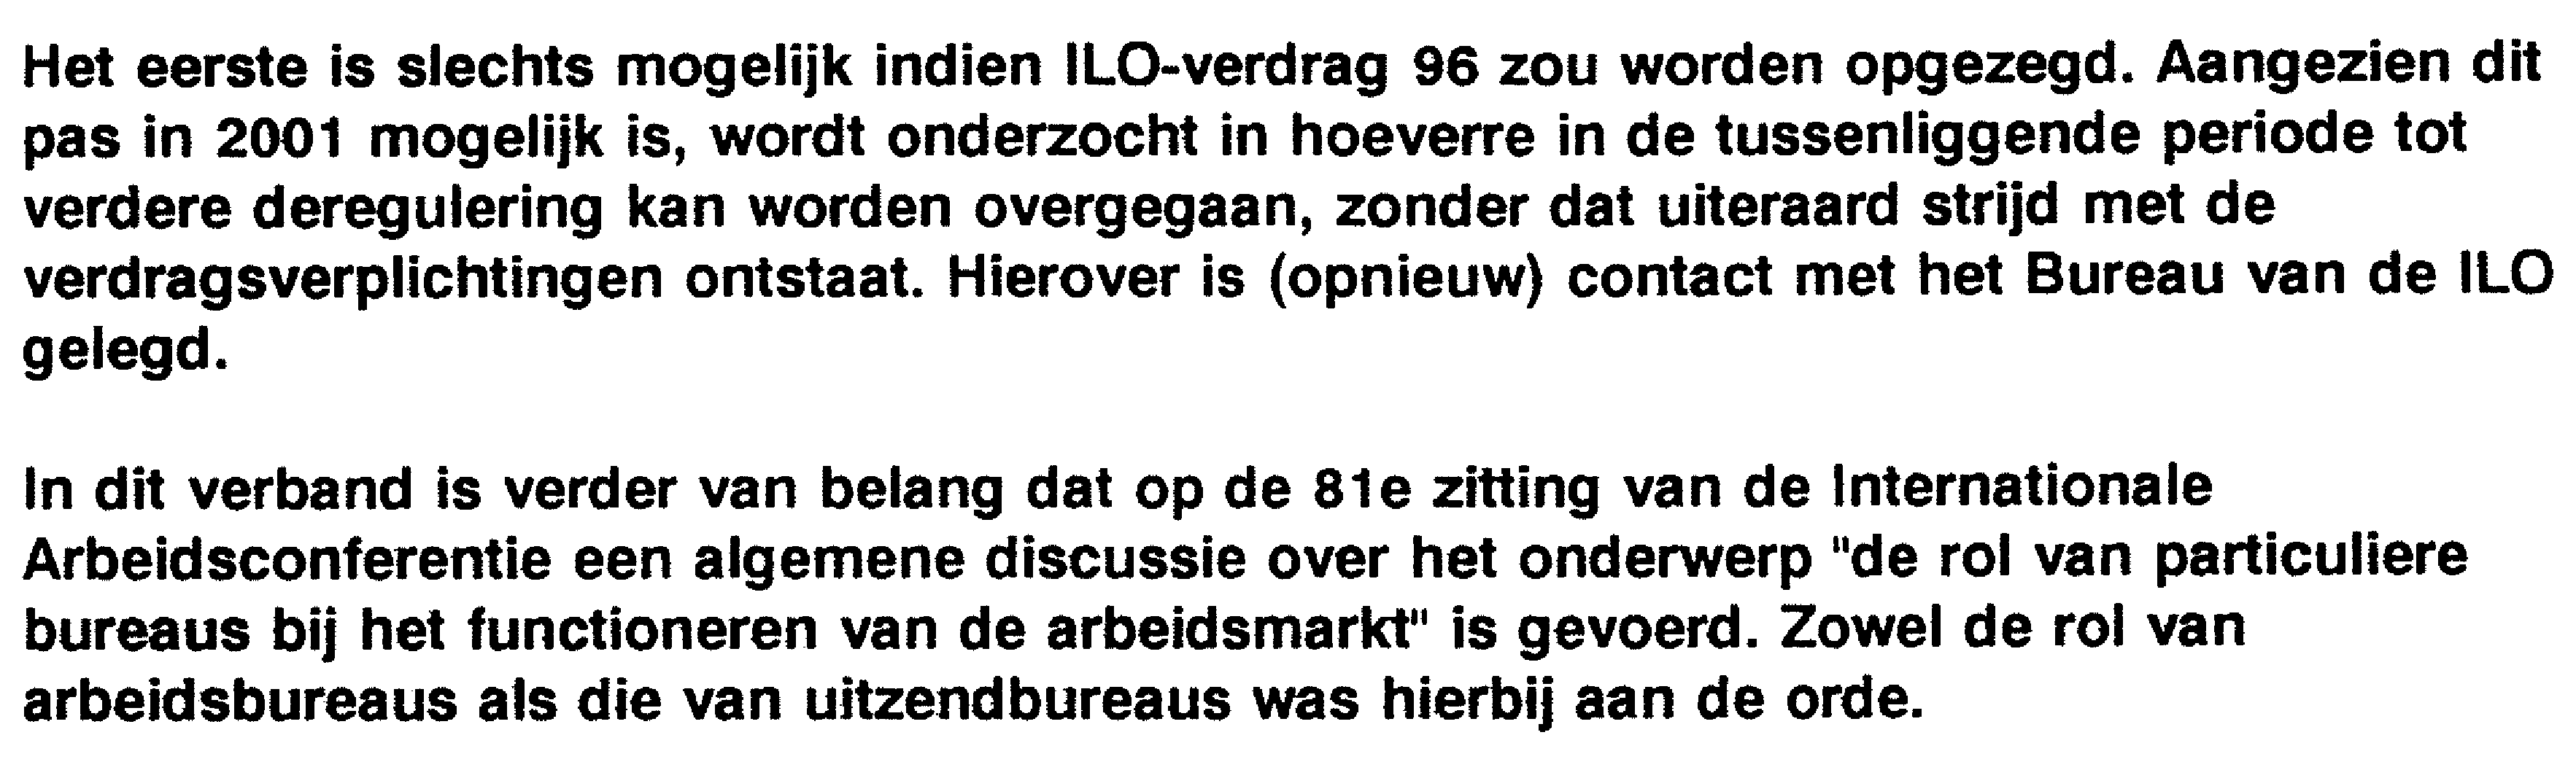 Het eerste is slechts mogelijk indien ILO-verdrag 96 zou worden opgezegd. Aangezien dit
pas in 2001 mogelijk is, wordt onderzocht in hoeverre in de tussenliggende periode tot
verdere deregulering kan worden overgegaan, zonder dat uiteraard strijd met de
verdragsverplichtingen ontstaat. Hierover is (opnieuw) contact met het Bureau van de ILO
gelegd.

In dit verband is verder van belang dat op de 81e zitting van de Internationale
Arbeidsconferentie een algemene discussie over het onderwerp "de rol van particuliere
bureaus bij het functioneren van de arbeidsmarkt" is gevoerd. Zowel de rol van
arbeidsbureaus als die van uitzendbureaus was hierbij aan de orde.